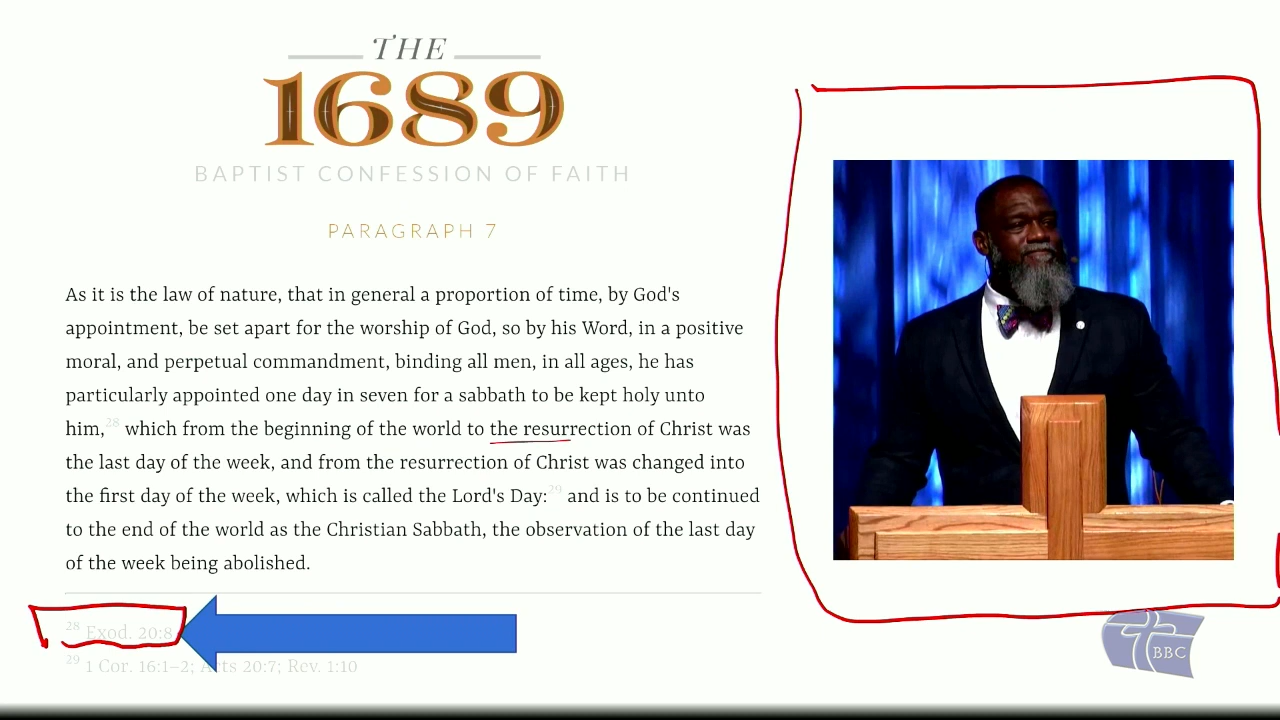 THE
1689
BAPTIST CONFESSION OF FAITH
PARAGRAPH 7
As it is the law of nature, that in general a proportion of time, by God's
appointment, be set apart for the worship of God, so by his Word, in a positive
moral, and perpetual commandment, binding all men, in all ages, he has
particularly appointed one day in seven for a sabbath to be kept holy unto
him,28 which from the beginning of the world to the resurrection of Christ was
the last day of the week, and from the resurrection of Christ was changed into
the first day of the week, which is called the Lord's Day:29 and is to be continued
to the end of the world as the Christian Sabbath, the observation of the last day
of the week being abolished.
28 Exod. 20:8
29 1 Cor. 16:1–2; Acts 20:7; Rev. 1:10
BBC